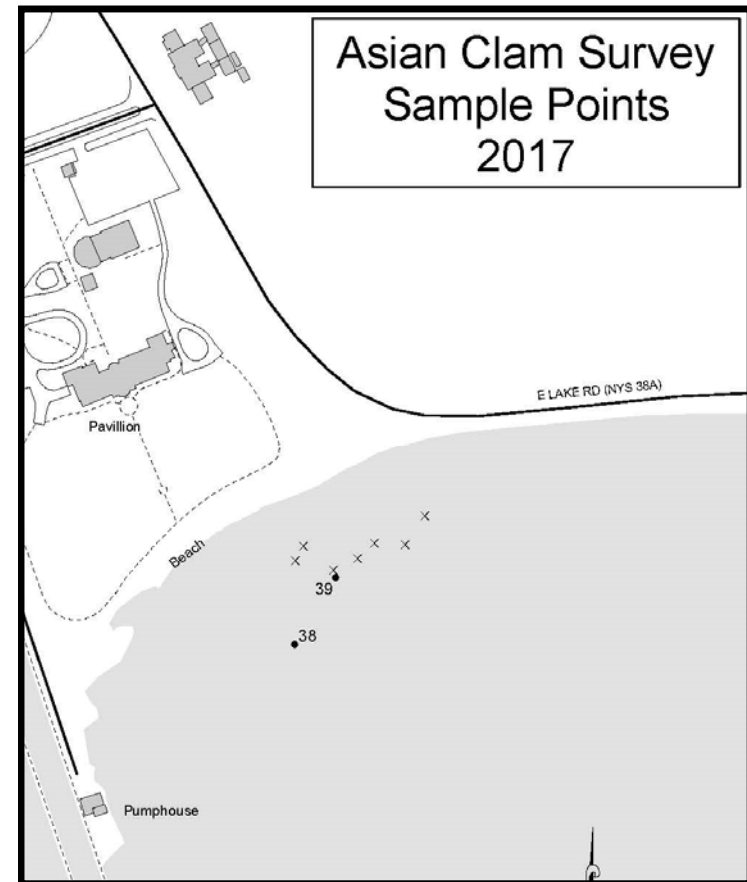 Asian Clam Survey
Sample Points
2017
E LAKE RD (NYS 38A)
Pavillion
Beach
39
38
Pumphouse